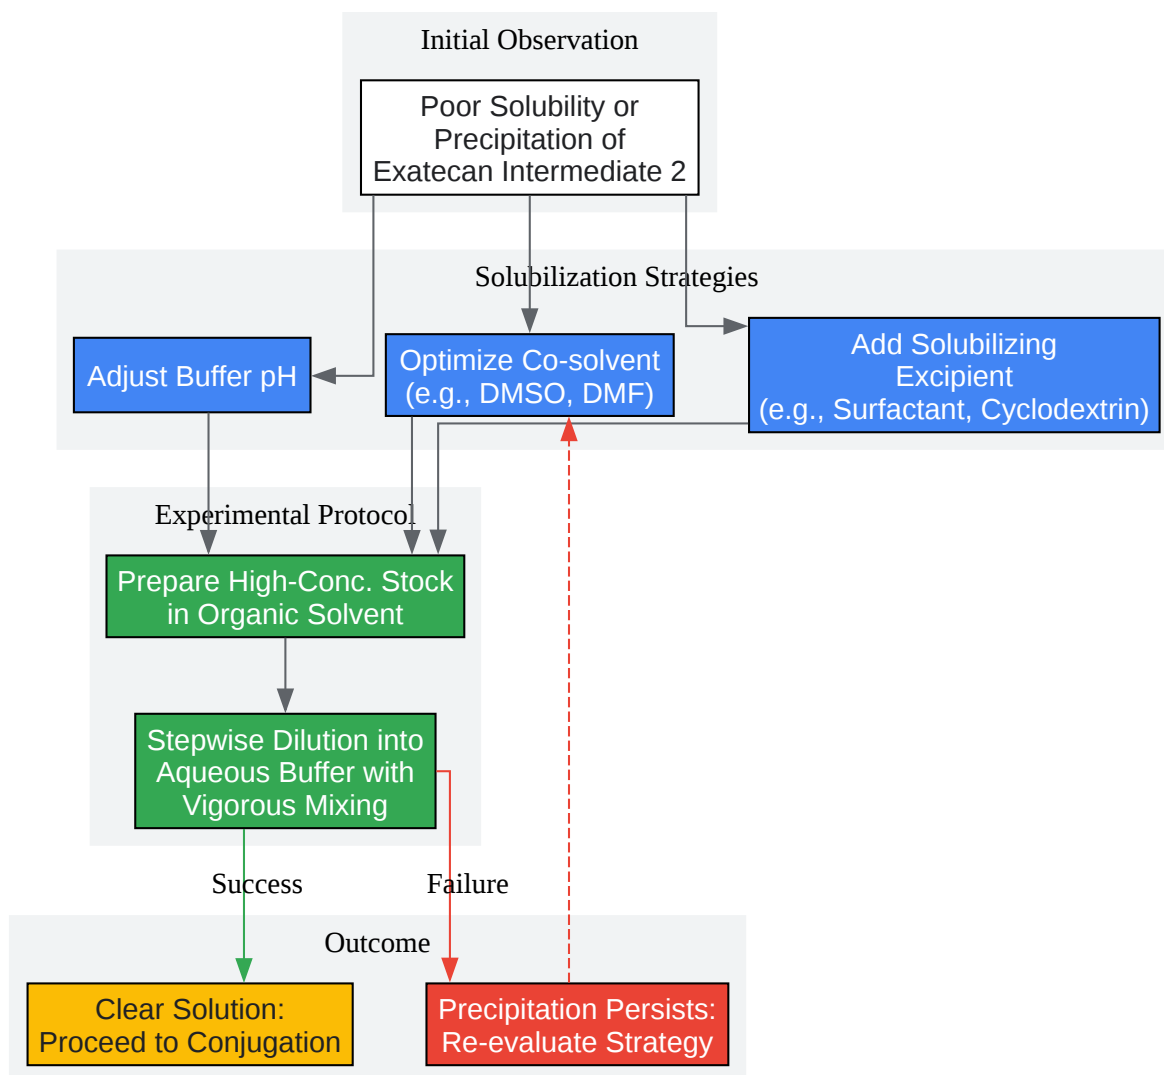 Initial Observation
Poor Solubility or
Precipitation of
Exatecan Intermediate 2
Solubilization Strategies
Adjust Buffer pH
Optimize Co-solvent
(e.g., DMSO, DMF)
Add Solubilizing
Excipient
(e.g., Surfactant, Cyclodextrin)
Experimental Protocol
Prepare High-Conc. Stock
in Organic Solvent
Stepwise Dilution into
Aqueous Buffer with
Vigorous Mixing
Success
Failure
Outcome
Clear Solution:
Proceed to Conjugation
Precipitation Persists:
Re-evaluate Strategy